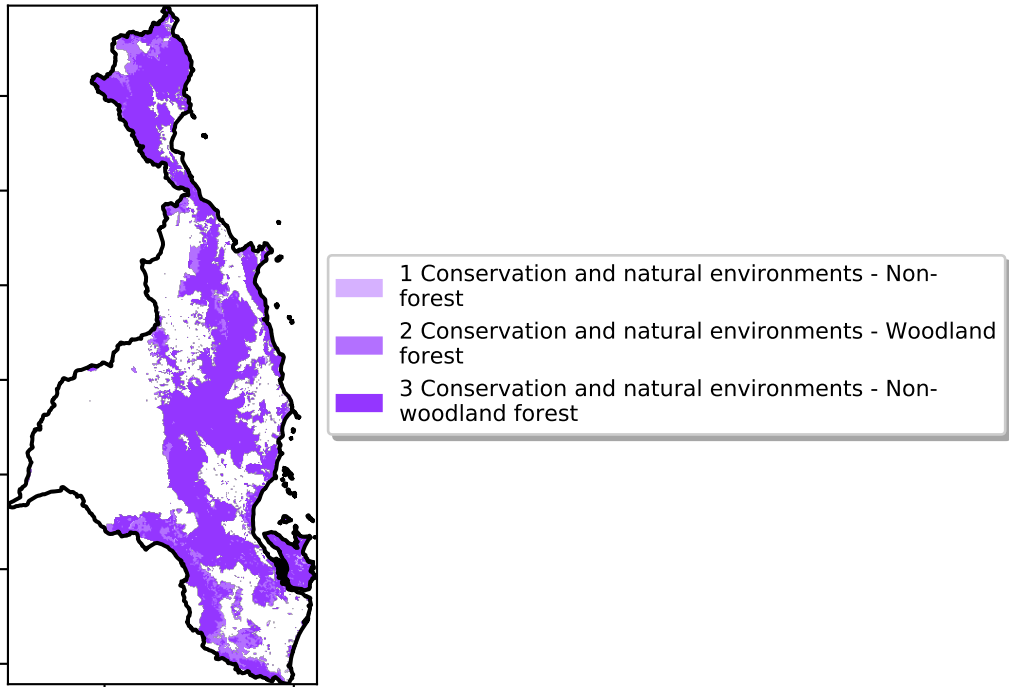 1 Conservation and natural environments - Non-
forest
2 Conservation and natural environments - Woodland
forest
3 Conservation and natural environments - Non-
woodland forest